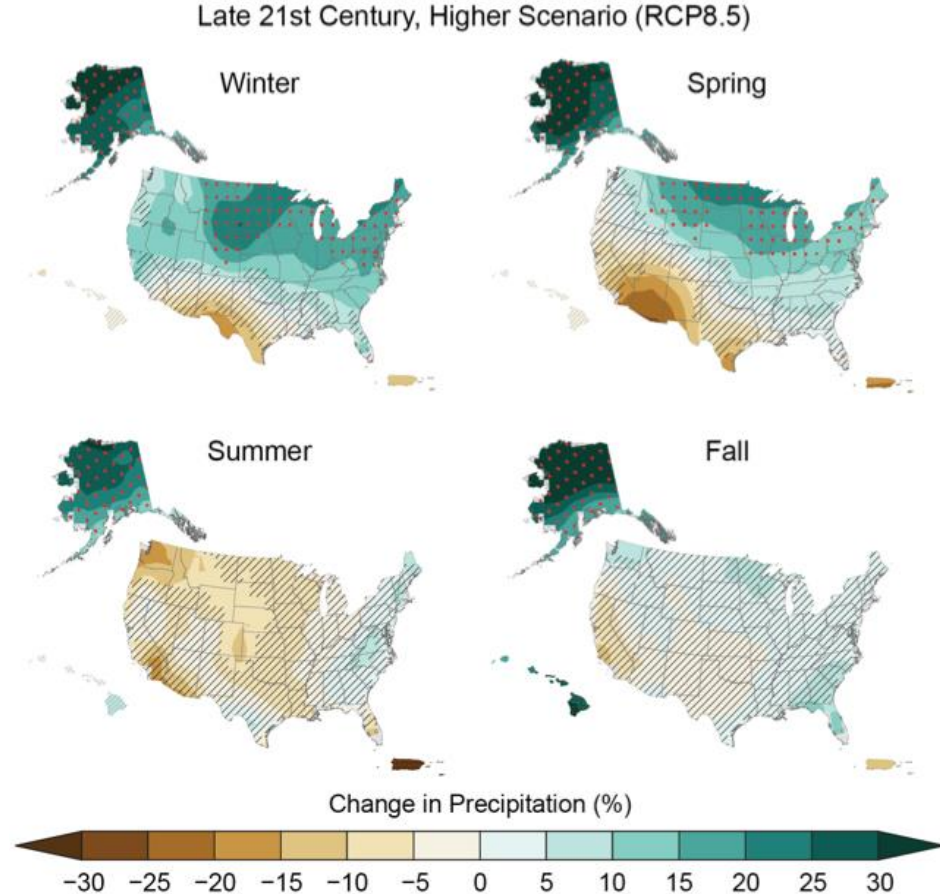 Late 21st Century, Higher Scenario (RCP8.5)
Winter
Spring
Summer
Fall
Change in Precipitation (%)
−30 −25 −20 −15 −10 −5 0 5 10 15 20 25 30